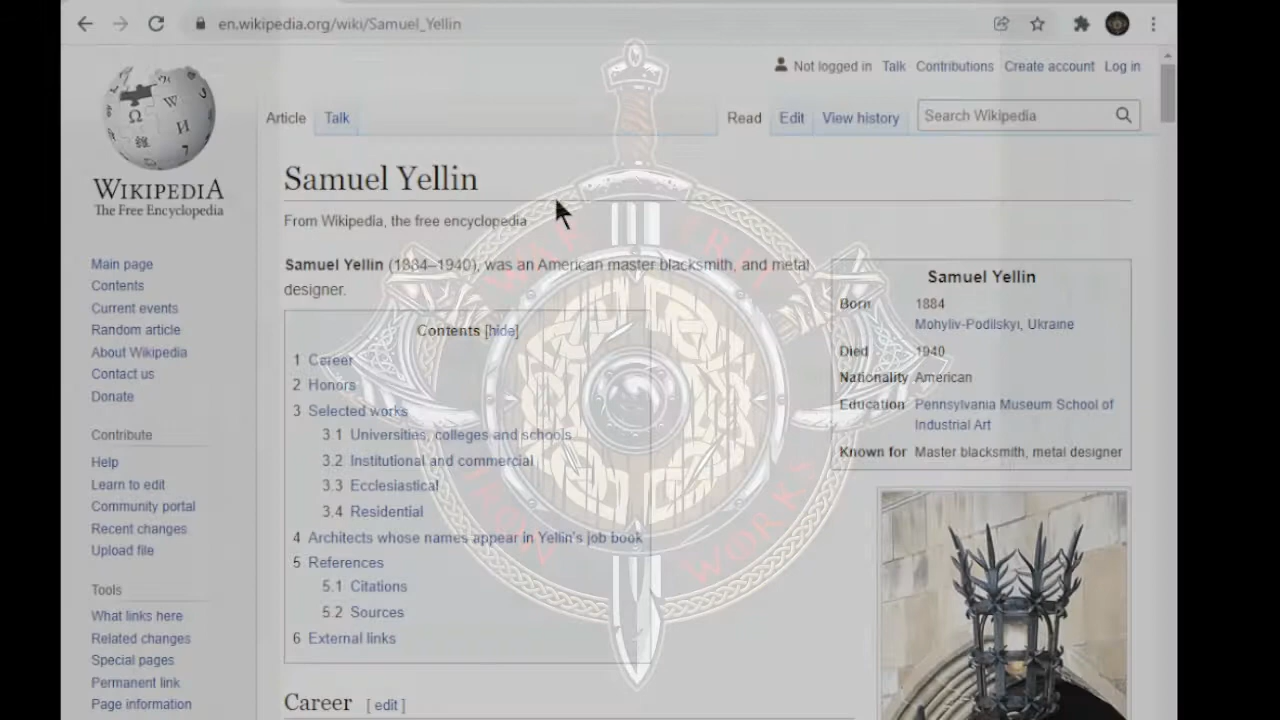 en.wikipedia.org/wiki/Samuel_Yellin
Not logged in Talk Contributions Create account Log in
Article Talk Read Edit View history Search Wikipedia
WIKIPEDIA
The Free Encyclopedia
Samuel Yellin
From Wikipedia, the free encyclopedia
Samuel Yellin (1884–1940), was an American master blacksmith, and metal
designer.
Contents [hide]
1 Career
2 Honors
3 Selected works
3.1 Universities, colleges and schools
3.2 Institutional and commercial
3.3 Ecclesiastical
3.4 Residential
4 Architects whose names appear in Yellin's job book
5 References
5.1 Citations
5.2 Sources
6 External links
Career [ edit ]
Samuel Yellin
Born 1884
Mohyliv-Podilskyi, Ukraine
Died 1940
Nationality American
Education Pennsylvania Museum School of
Industrial Art
Known for Master blacksmith, metal designer
Main page
Contents
Current events
Random article
About Wikipedia
Contact us
Donate
Contribute
Help
Learn to edit
Community portal
Recent changes
Upload file
Tools
What links here
Related changes
Special pages
Permanent link
Page information
WAR
IRON
WORKS